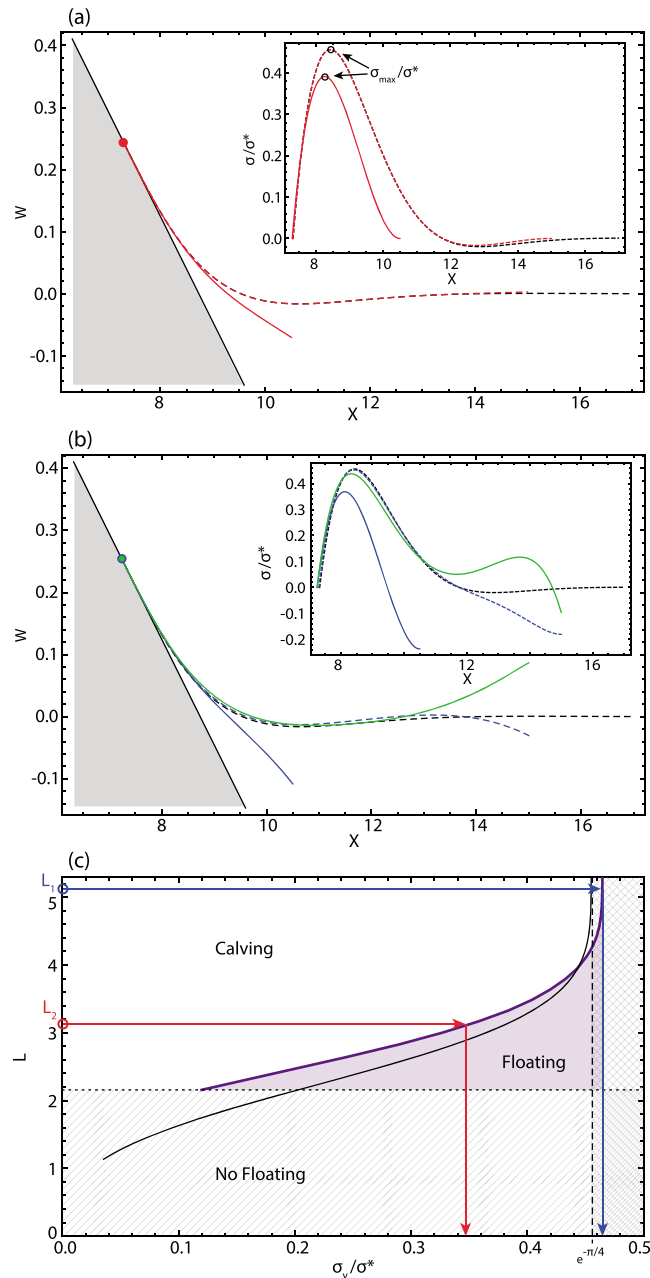 (a)
0.4
0.3
0.2
0.1
0.0
-0.1
W
8
10
12
14
16
X
0.4
0.3
0.2
0.1
0.0
σ/σ*
σmax/σ*
8
10
12
14
16
X
(b)
0.4
0.3
0.2
0.1
0.0
-0.1
W
8
10
12
14
16
X
0.4
0.3
0.2
0.1
0.0
-0.1
-0.2
σ/σ*
8
10
12
14
16
X
(c)
L1
5
4
L2
3
2
1
0
L
Calving
Floating
No Floating
0.0
0.1
0.2
0.3
0.4
e-π/4
0.5
σy/σ*